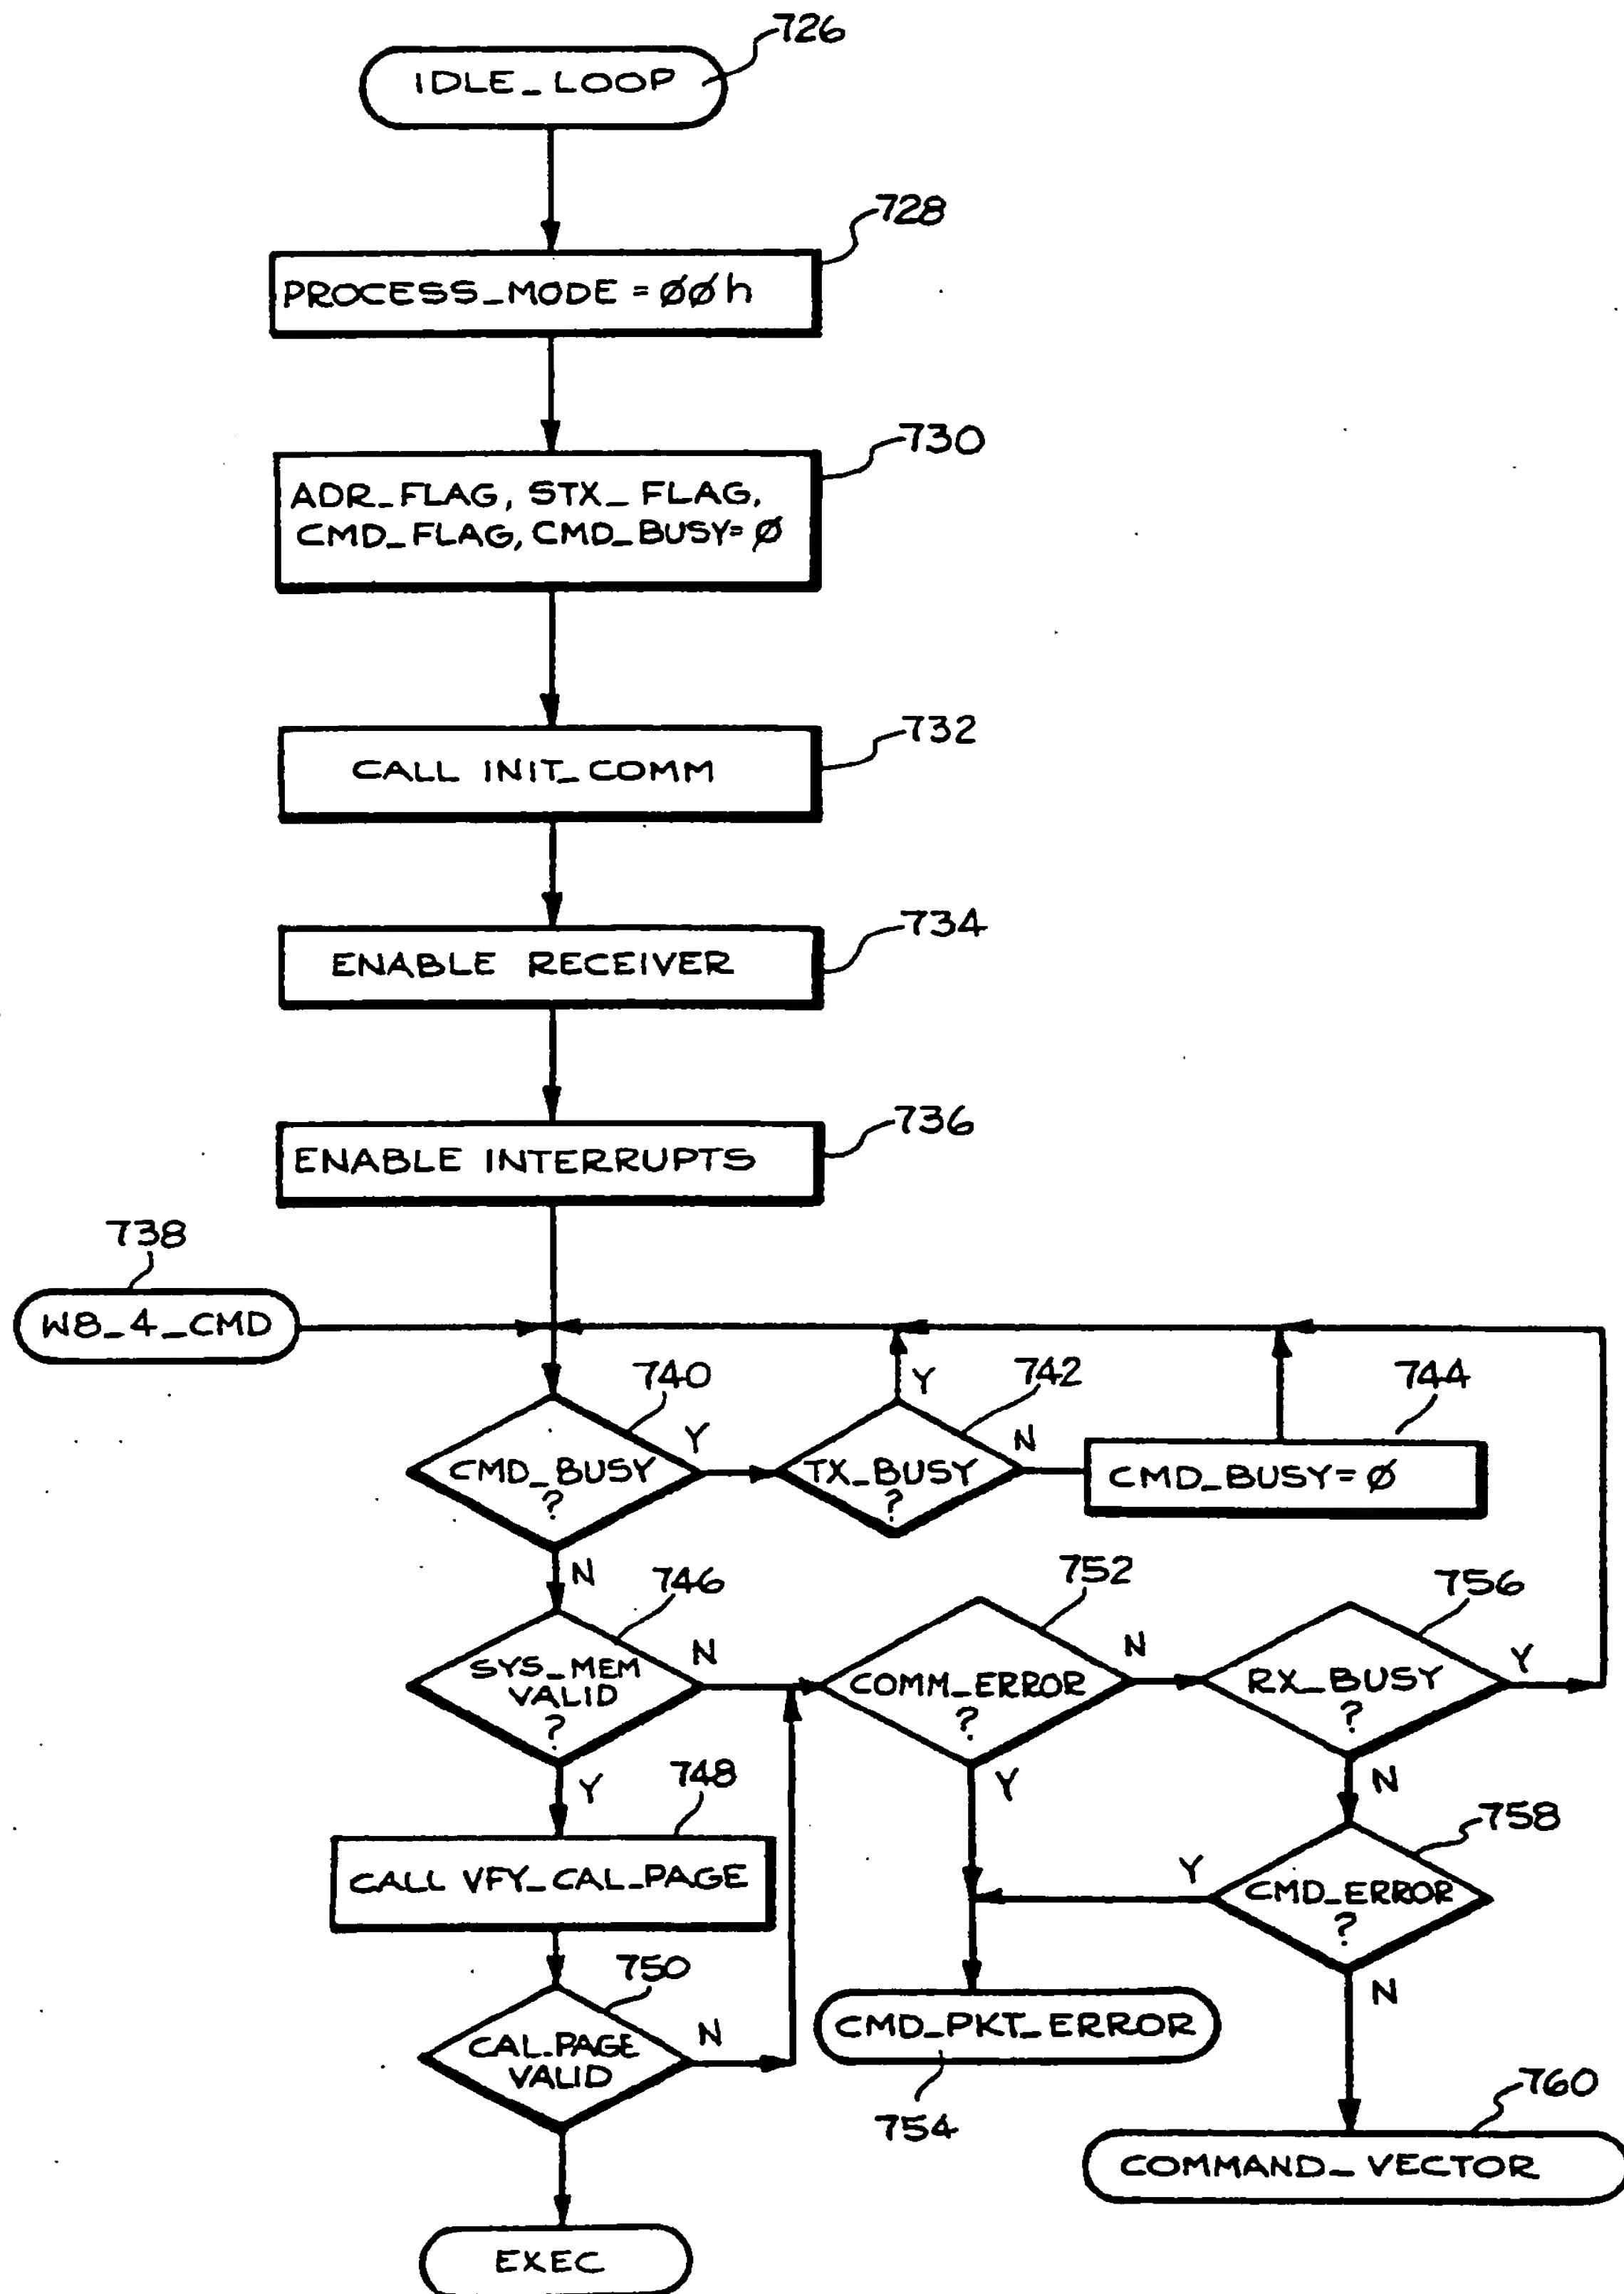 726
IDLE_LOOP
728
PROCESS_MODE = ØØh
730
ADR_FLAG, STX_FLAG,
CMD_FLAG, CMD_BUSY=Ø
732
CALL INIT_COMM
734
ENABLE RECEIVER
736
ENABLE INTERRUPTS
738
W8_4_CMD
740
CMD_BUSY
?
Y
742
TX_BUSY
?
Y
N
744
CMD_BUSY=Ø
N
746
SYS_MEM
VALID
?
N
752
COMM_ERROR
?
N
756
RX_BUSY
?
Y
Y
748
CALL VFY_CAL_PAGE
Y
N
758
CMD_ERROR
?
Y
750
CAL_PAGE
VALID
N
CMD_PKT_ERROR
754
N
760
COMMAND_VECTOR
EXEC